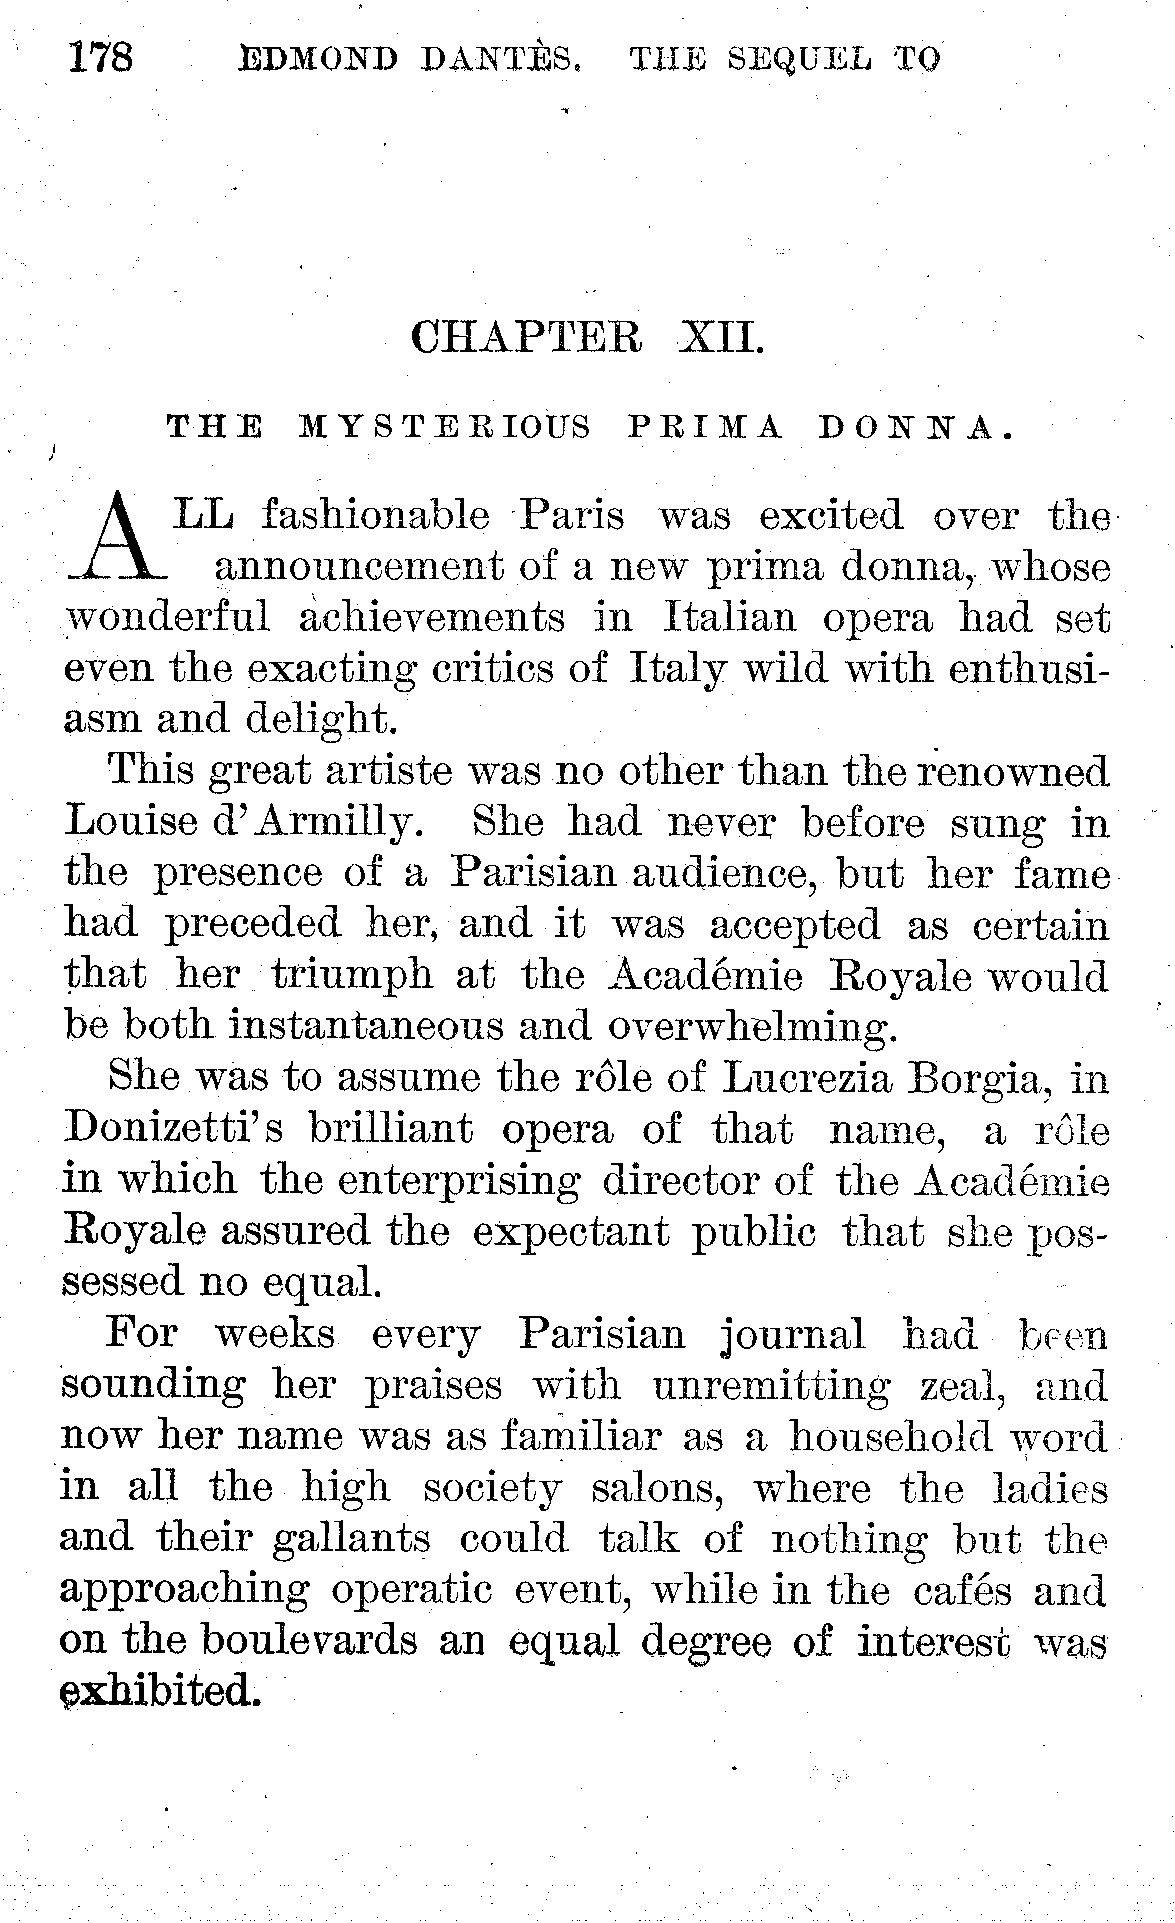 178 EDMOND DANTÈS. THE SEQUEL TO
CHAPTER XII.
THE MYSTERIOUS PRIMA DONNA.
ALL fashionable Paris was excited over the
announcement of a new prima donna, whose
wonderful achievements in Italian opera had set
even the exacting critics of Italy wild with enthusi-
asm and delight.
This great artiste was no other than the renowned
Louise d'Armilly. She had never before sung in
the presence of a Parisian audience, but her fame
had preceded her, and it was accepted as certain
that her triumph at the Académie Royale would
be both instantaneous and overwhelming.
She was to assume the rôle of Lucrezia Borgia, in
Donizetti's brilliant opera of that name, a rôle
in which the enterprising director of the Académie
Royale assured the expectant public that she pos-
sessed no equal.
For weeks every Parisian journal had been
sounding her praises with unremitting zeal, and
now her name was as familiar as a household word
in all the high society salons, where the ladies
and their gallants could talk of nothing but the
approaching operatic event, while in the cafés and
on the boulevards an equal degree of interest was
exhibited.